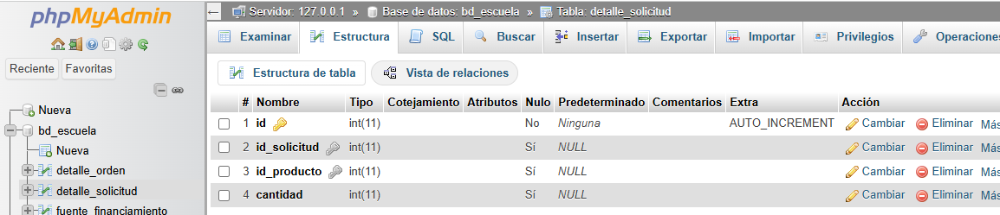 phpMyAdmin
Reciente Favoritas
Nueva
bd_escuela
Nueva
detalle_orden
detalle_solicitud
fuente_financiamiento
Servidor: 127.0.0.1 » Base de datos: bd_escuela » Tabla: detalle_solicitud
Examinar Estructura SQL Buscar Insertar Exportar Importar Privilegios Operaciones
Estructura de tabla Vista de relaciones
# Nombre Tipo Cotejamiento Atributos Nulo Predeterminado Comentarios Extra Acción
1 id int(11) No Ninguna AUTO_INCREMENT Cambiar Eliminar Más
2 id_solicitud int(11) Sí NULL Cambiar Eliminar Más
3 id_producto int(11) Sí NULL Cambiar Eliminar Más
4 cantidad int(11) Sí NULL Cambiar Eliminar Más